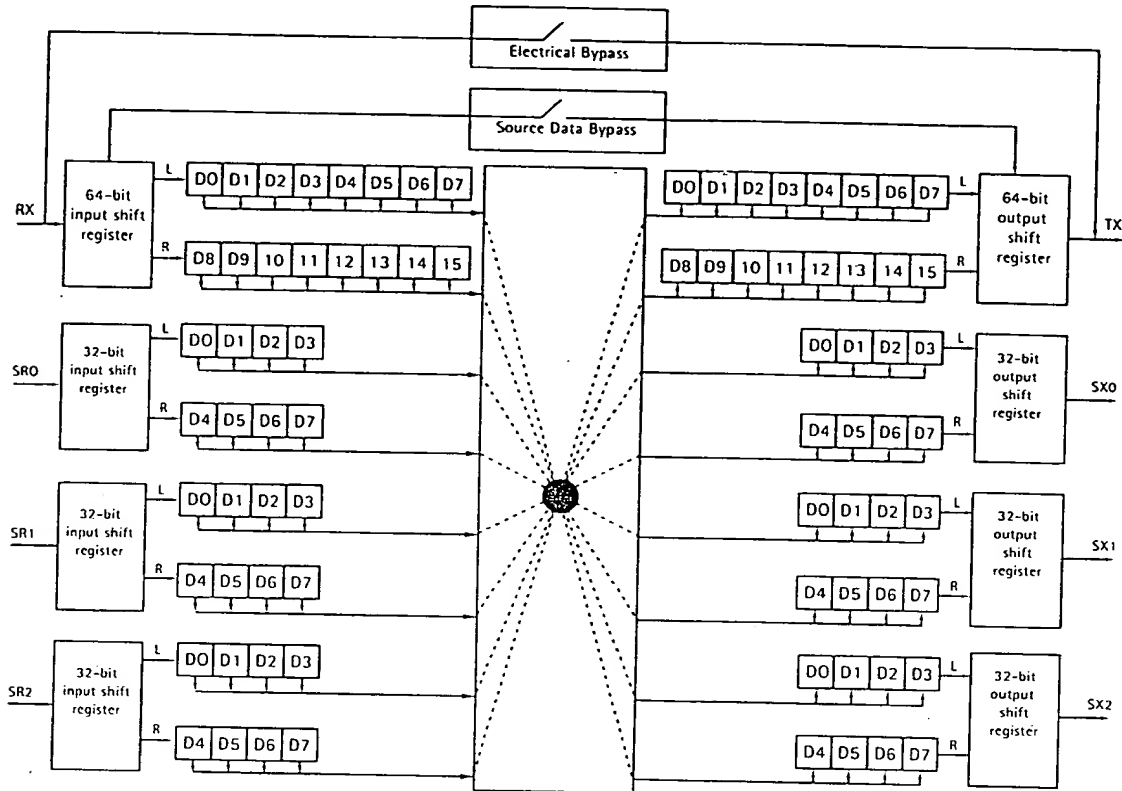 Electrical Bypass
Source Data Bypass
RX
64-bit
input shift
register
L
D0 D1 D2 D3 D4 D5 D6 D7
R
D8 D9 10 11 12 13 14 15
D0 D1 D2 D3 D4 D5 D6 D7
L
D8 D9 10 11 12 13 14 15
R
64-bit
output
shift
register
TX
SR0
32-bit
input shift
register
L
D0 D1 D2 D3
R
D4 D5 D6 D7
D0 D1 D2 D3
L
D4 D5 D6 D7
R
32-bit
output
shift
register
SX0
SR1
32-bit
input shift
register
L
D0 D1 D2 D3
R
D4 D5 D6 D7
D0 D1 D2 D3
L
D4 D5 D6 D7
R
32-bit
output
shift
register
SX1
SR2
32-bit
input shift
register
L
D0 D1 D2 D3
R
D4 D5 D6 D7
D0 D1 D2 D3
L
D4 D5 D6 D7
R
32-bit
output
shift
register
SX2